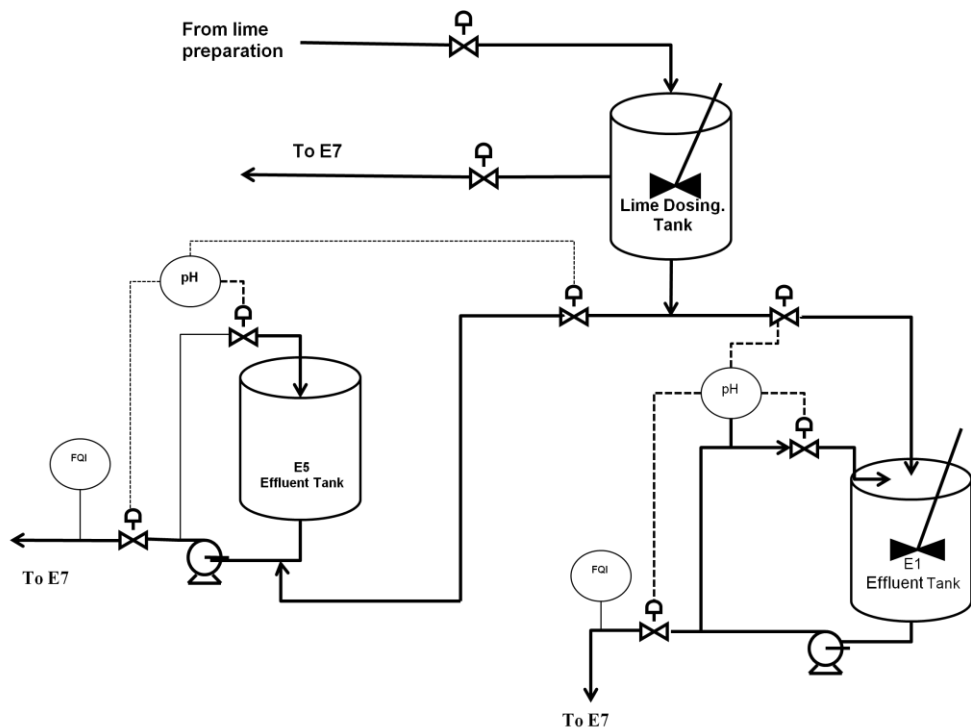 From lime
preparation
To E7
Lime Dosing.
Tank
pH
pH
E5
Effluent Tank
FQI
To E7
E1
Effluent Tank
FQI
To E7